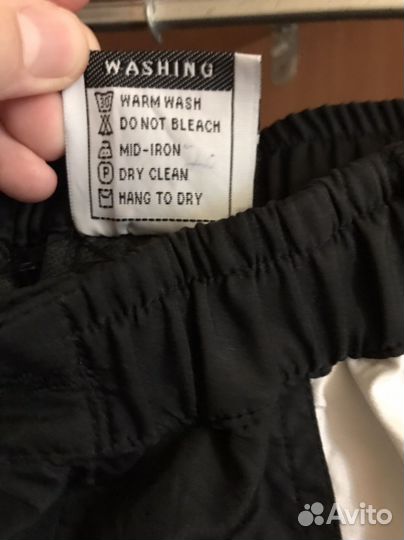 WASHING
30 WARM WASH
DO NOT BLEACH
MID-IRON
P DRY CLEAN
HANG TO DRY
Avito